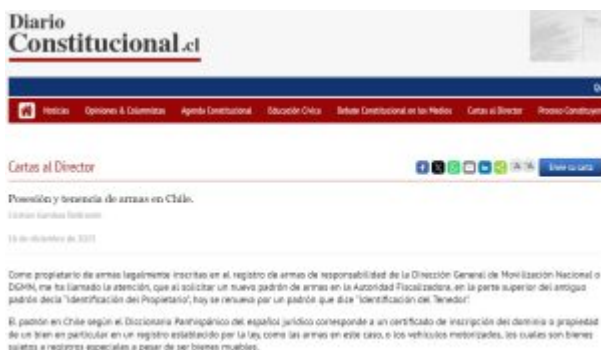 Diario
Constitucional.cl
Noticias Opiniones & Columnistas Agenda Constitucional Educación Cívica Debate Constitucional en los Medios Cartas al Director Proceso Constituyen
Cartas al Director
Envíe su carta
Posesión y tenencia de armas en Chile.
de diciembre de
Como propietario de armas legalmente inscritas en el registro de armas de responsabilidad de la Dirección General de Movilización Nacional o
DGMN, me ha llamado la atención, que al solicitar un nuevo padrón de armas en la Autoridad Fiscalizadora, en la parte superior del antiguo
padrón decía "Identificación del Propietario", hoy se renueva por un padrón que dice "Identificación del Tenedor".
El padrón en Chile según el Diccionario Panhispánico del español jurídico corresponde a un certificado de inscripción del dominio o propiedad
de un bien en particular en un registro establecido por la ley, como las armas en este caso, o los vehículos motorizados, los cuales son bienes
sujetos a registros especiales a pesar de ser bienes muebles.